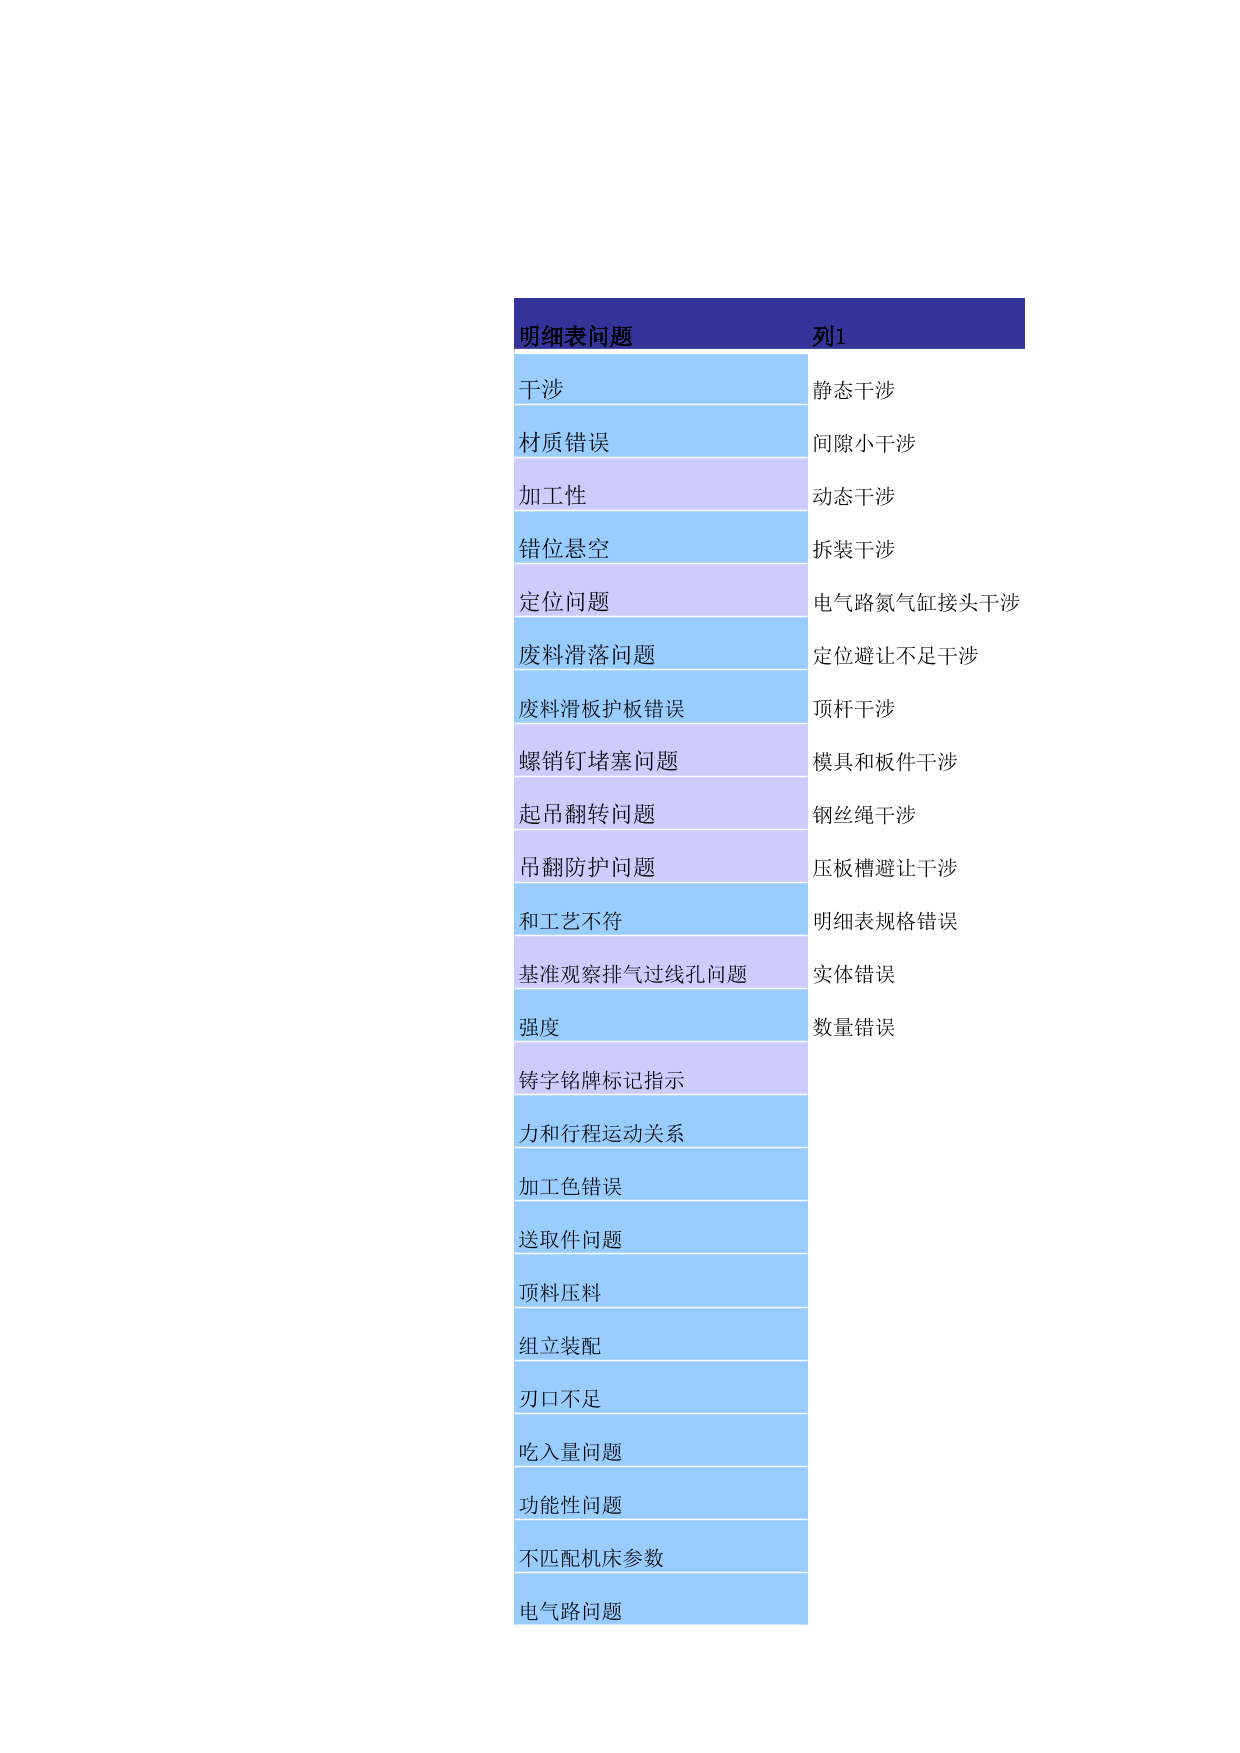 明细表问题 列1
干涉 静态干涉
材质错误 间隙小干涉
加工性 动态干涉
错位悬空 拆装干涉
定位问题 电气路氮气缸接头干涉
废料滑落问题 定位避让不足干涉
废料滑板护板错误 顶杆干涉
螺销钉堵塞问题 模具和板件干涉
起吊翻转问题 钢丝绳干涉
吊翻防护问题 压板槽避让干涉
和工艺不符 明细表规格错误
基准观察排气过线孔问题 实体错误
强度 数量错误
铸字铭牌标记指示
力和行程运动关系
加工色错误
送取件问题
顶料压料
组立装配
刃口不足
吃入量问题
功能性问题
不匹配机床参数
电气路问题